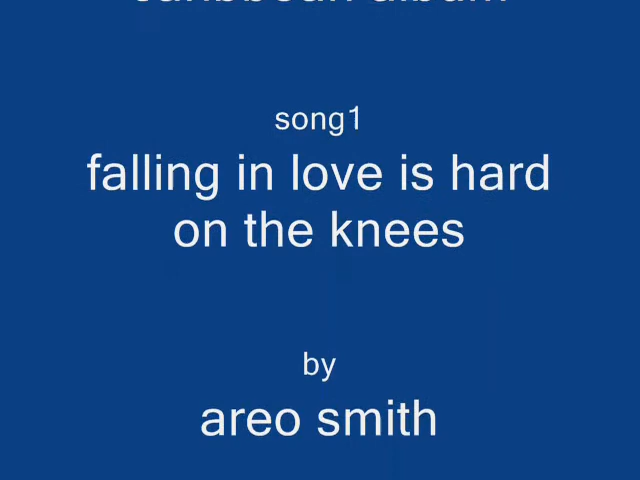 song1
falling in love is hard
on the knees
by
areo smith